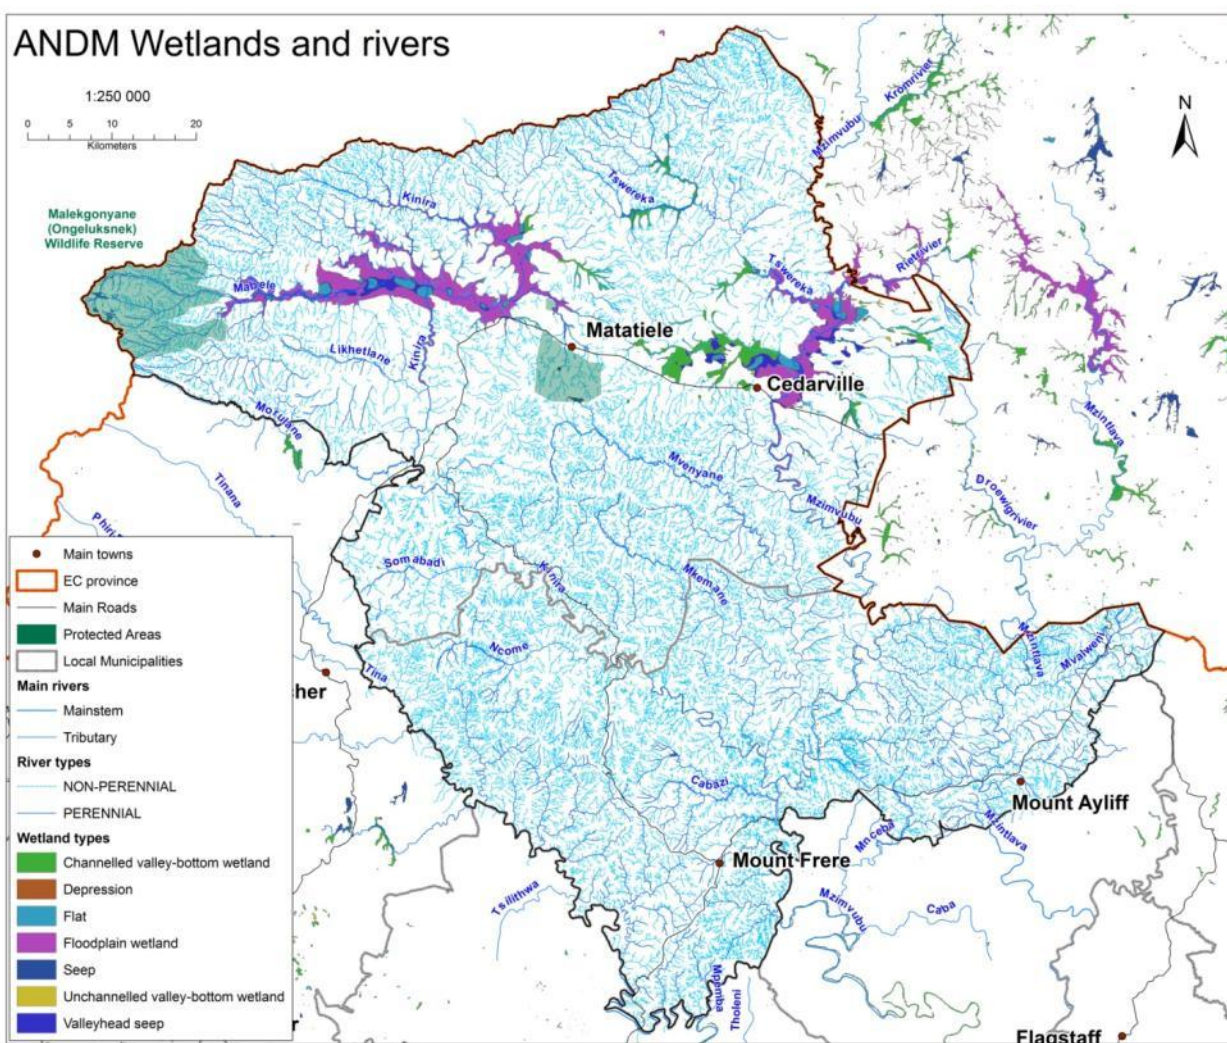 ANDM Wetlands and rivers
1:250 000
0 5 10 20
Kilometers
N
Malekgonyane
(Ongeluksnek)
Wildlife Reserve
Kromrivier
Mzimvubu
Tswereka
Kinira
Rietrivier
Tswereka
Mabele
Matatiele
Likhetlane
Kinira
Cedarville
Morulane
Mzintlava
Mvenyane
Tinana
Droewigrivier
Mzimvubu
Phiri
Somabadi
Kinira
Mkemane
Ncome
Mzintlava
Mvalweni
Tina
cher
Cabazi
Mount Ayliff
Mnceba
Mzintlava
Mount Frere
Tsilithwa
Mzimvubu
Caba
Tholeni
Flagstaff
r
Main towns
EC province
Main Roads
Protected Areas
Local Municipalities
Main rivers
Mainstem
Tributary
River types
NON-PERENNIAL
PERENNIAL
Wetland types
Channelled valley-bottom wetland
Depression
Flat
Floodplain wetland
Seep
Unchannelled valley-bottom wetland
Valleyhead seep